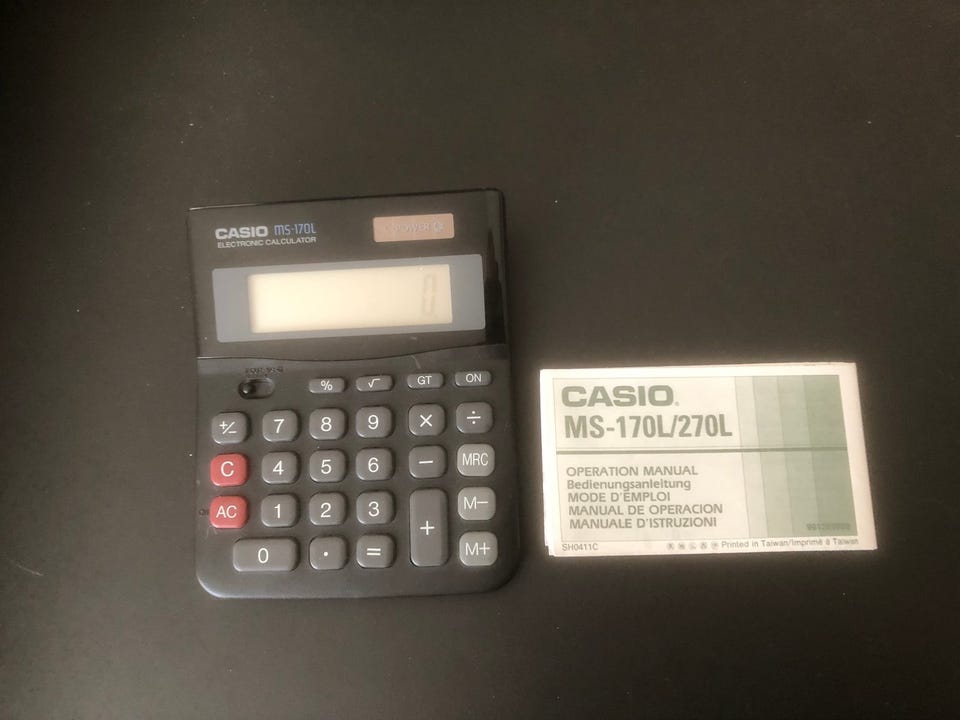 CASIO MS-170L
ELECTRONIC CALCULATOR
POWER
0
% √ GT ON
+/- 7 8 9 × ÷
C 4 5 6 − MRC
AC 1 2 3 + M−
0 · = M+
CASIO®
MS-170L/270L
OPERATION MANUAL
Bedienungsanleitung
MODE D'EMPLOI
MANUAL DE OPERACION
MANUALE D'ISTRUZIONI
SH0411C Printed in Taiwan/Imprimé à Taiwan